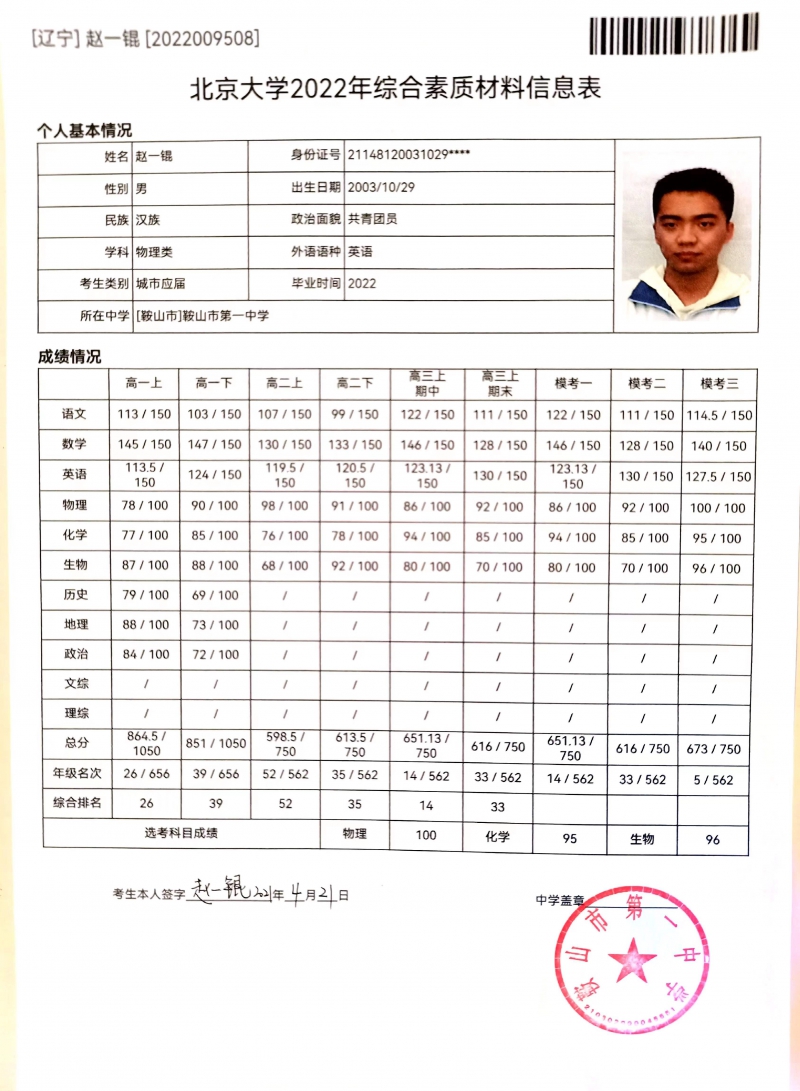 [辽宁] 赵一锟 [2022009508]
北京大学2022年综合素质材料信息表
个人基本情况
姓名 赵一锟 身份证号 21148120031029****
性别 男 出生日期 2003/10/29
民族 汉族 政治面貌 共青团员
学科 物理类 外语语种 英语
考生类别 城市应届 毕业时间 2022
所在中学 [鞍山市]鞍山市第一中学
成绩情况
高一上 高一下 高二上 高二下 高三上期中 高三上期末 模考一 模考二 模考三
语文 113 / 150 103 / 150 107 / 150 99 / 150 122 / 150 111 / 150 122 / 150 111 / 150 114.5 / 150
数学 145 / 150 147 / 150 130 / 150 133 / 150 146 / 150 128 / 150 146 / 150 128 / 150 140 / 150
英语 113.5 / 150 124 / 150 119.5 / 150 120.5 / 150 123.13 / 150 130 / 150 123.13 / 150 130 / 150 127.5 / 150
物理 78 / 100 90 / 100 98 / 100 91 / 100 86 / 100 92 / 100 86 / 100 92 / 100 100 / 100
化学 77 / 100 85 / 100 76 / 100 78 / 100 94 / 100 85 / 100 94 / 100 85 / 100 95 / 100
生物 87 / 100 88 / 100 68 / 100 92 / 100 80 / 100 70 / 100 80 / 100 70 / 100 96 / 100
历史 79 / 100 69 / 100 / / / / / / /
地理 88 / 100 73 / 100 / / / / / / /
政治 84 / 100 72 / 100 / / / / / / /
文综 / / / / / / / / /
理综 / / / / / / / / /
总分 864.5 / 1050 851 / 1050 598.5 / 750 613.5 / 750 651.13 / 750 616 / 750 651.13 / 750 616 / 750 673 / 750
年级名次 26 / 656 39 / 656 52 / 562 35 / 562 14 / 562 33 / 562 14 / 562 33 / 562 5 / 562
综合排名 26 39 52 35 14 33
选考科目成绩 物理 100 化学 95 生物 96
考生本人签字 赵一锟 2021年 4月21日
中学盖章
鞍山市第一中学